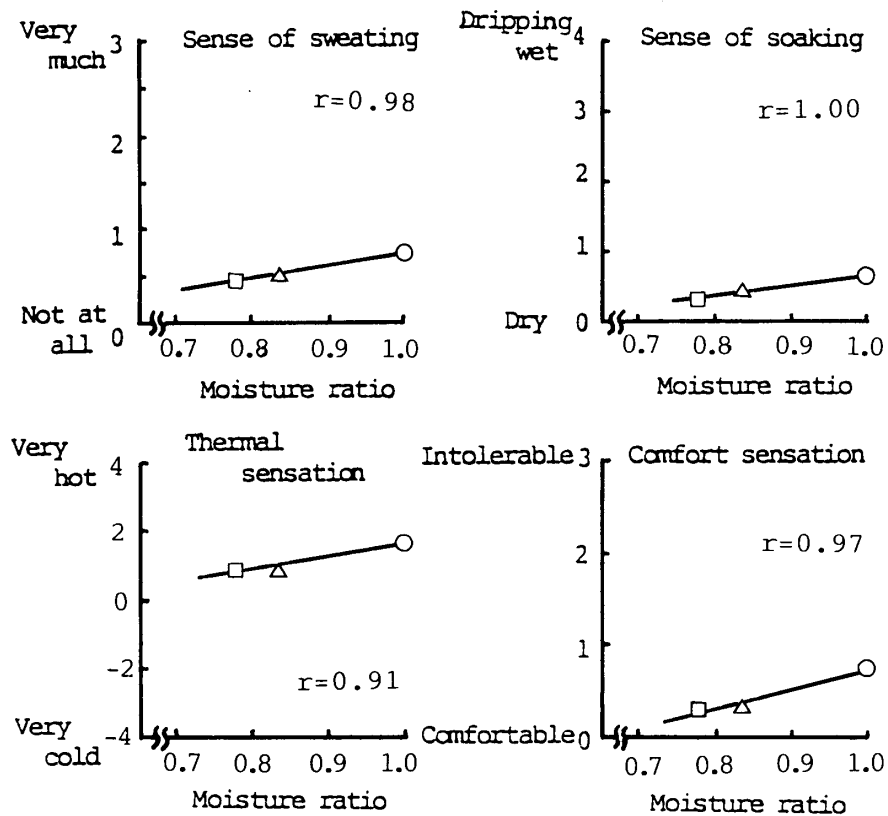 Very
much
3
2
1
0
Not at
all
Sense of sweating
r=0.98
0.7 0.8 0.9 1.0
Moisture ratio
Dripping
wet
4
3
2
1
0
Dry
Sense of soaking
r=1.00
0.7 0.8 0.9 1.0
Moisture ratio
Very
hot
4
2
0
-2
-4
Very
cold
Thermal
sensation
r=0.91
0.7 0.8 0.9 1.0
Moisture ratio
Intolerable 3
2
1
Comfortable 0
Comfort sensation
r=0.97
0.7 0.8 0.9 1.0
Moisture ratio